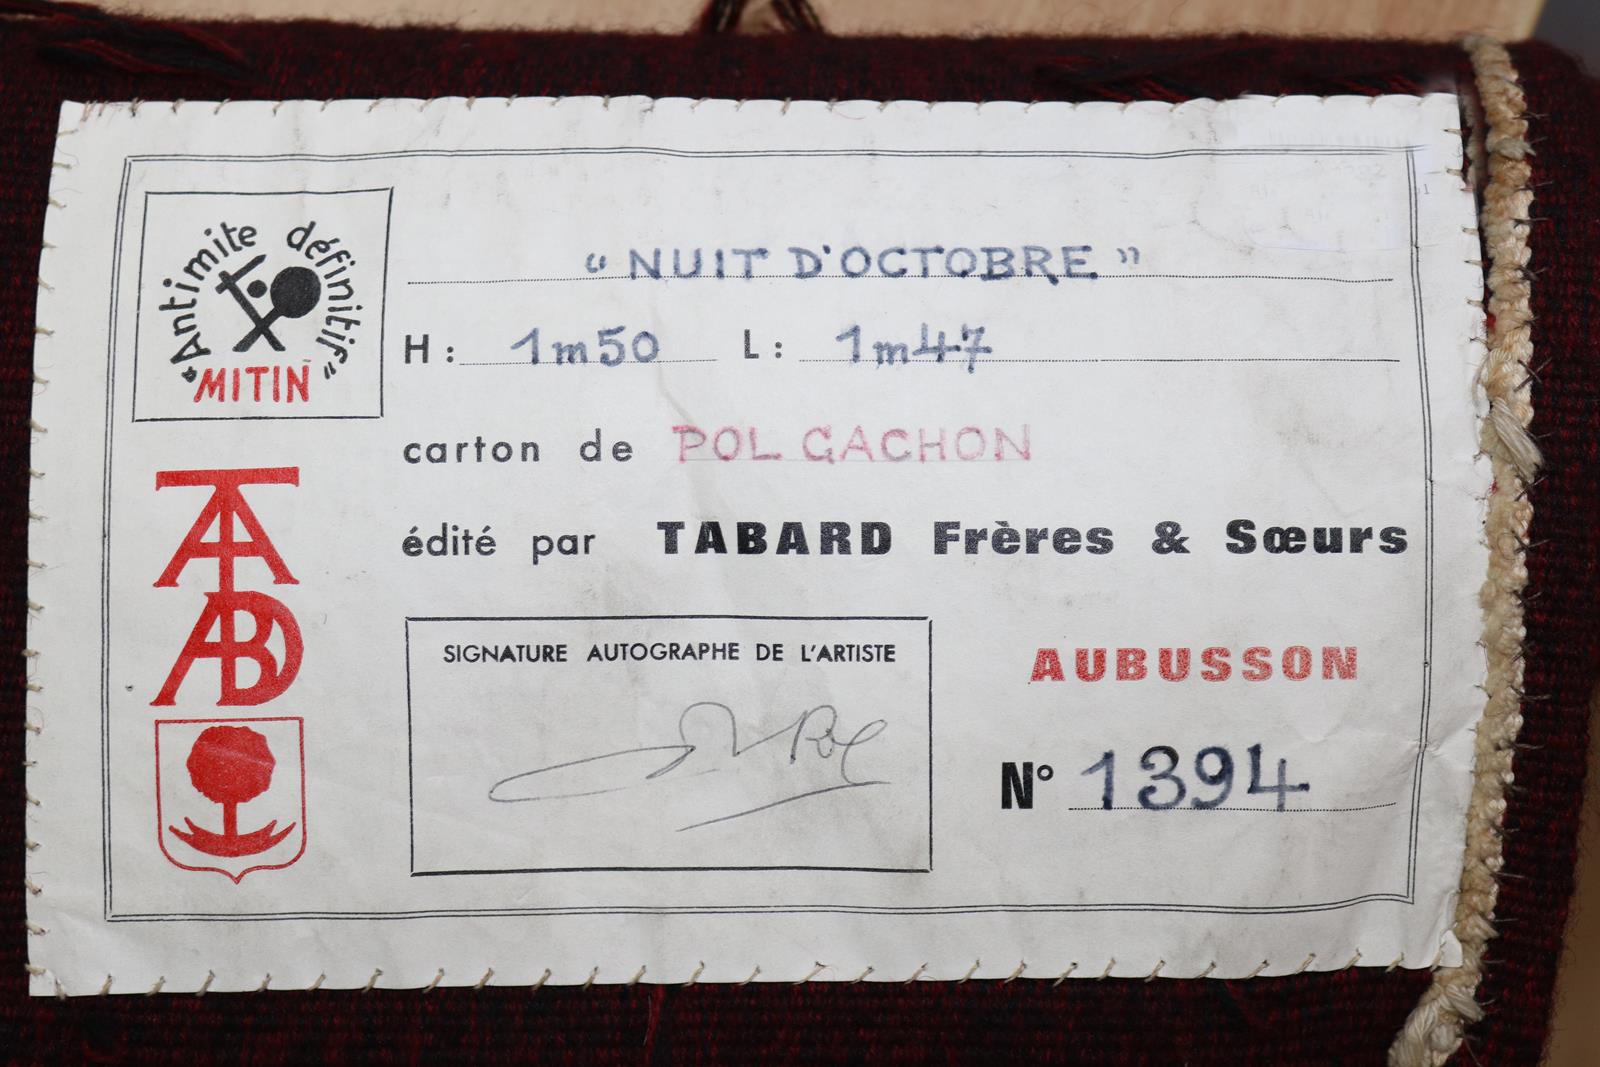 "Antimite définitif"
MITIN
TABARD
"NUIT D'OCTOBRE"
H: 1m50 L: 1m47
carton de POL GACHON
édité par TABARD Frères & Sœurs
SIGNATURE AUTOGRAPHE DE L'ARTISTE
AUBUSSON
N° 1394